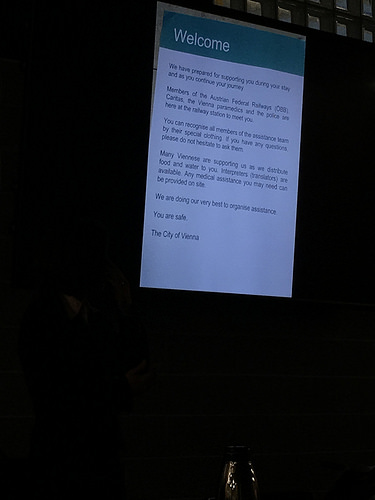 Welcome
We have prepared for supporting you during your stay
and as you continue your journey.
Members of the Austrian Federal Railways (ÖBB),
Caritas, the Vienna paramedics and the police are
here at the railway station to meet you.
You can recognise all members of the assistance team
by their special clothing. If you have any questions,
please do not hesitate to ask them.
Many Viennese are supporting us as we distribute
food and water to you. Interpreters (translators) are
available. Any medical assistance you may need can
be provided on site.
We are doing our very best to organise assistance.
You are safe.
The City of Vienna